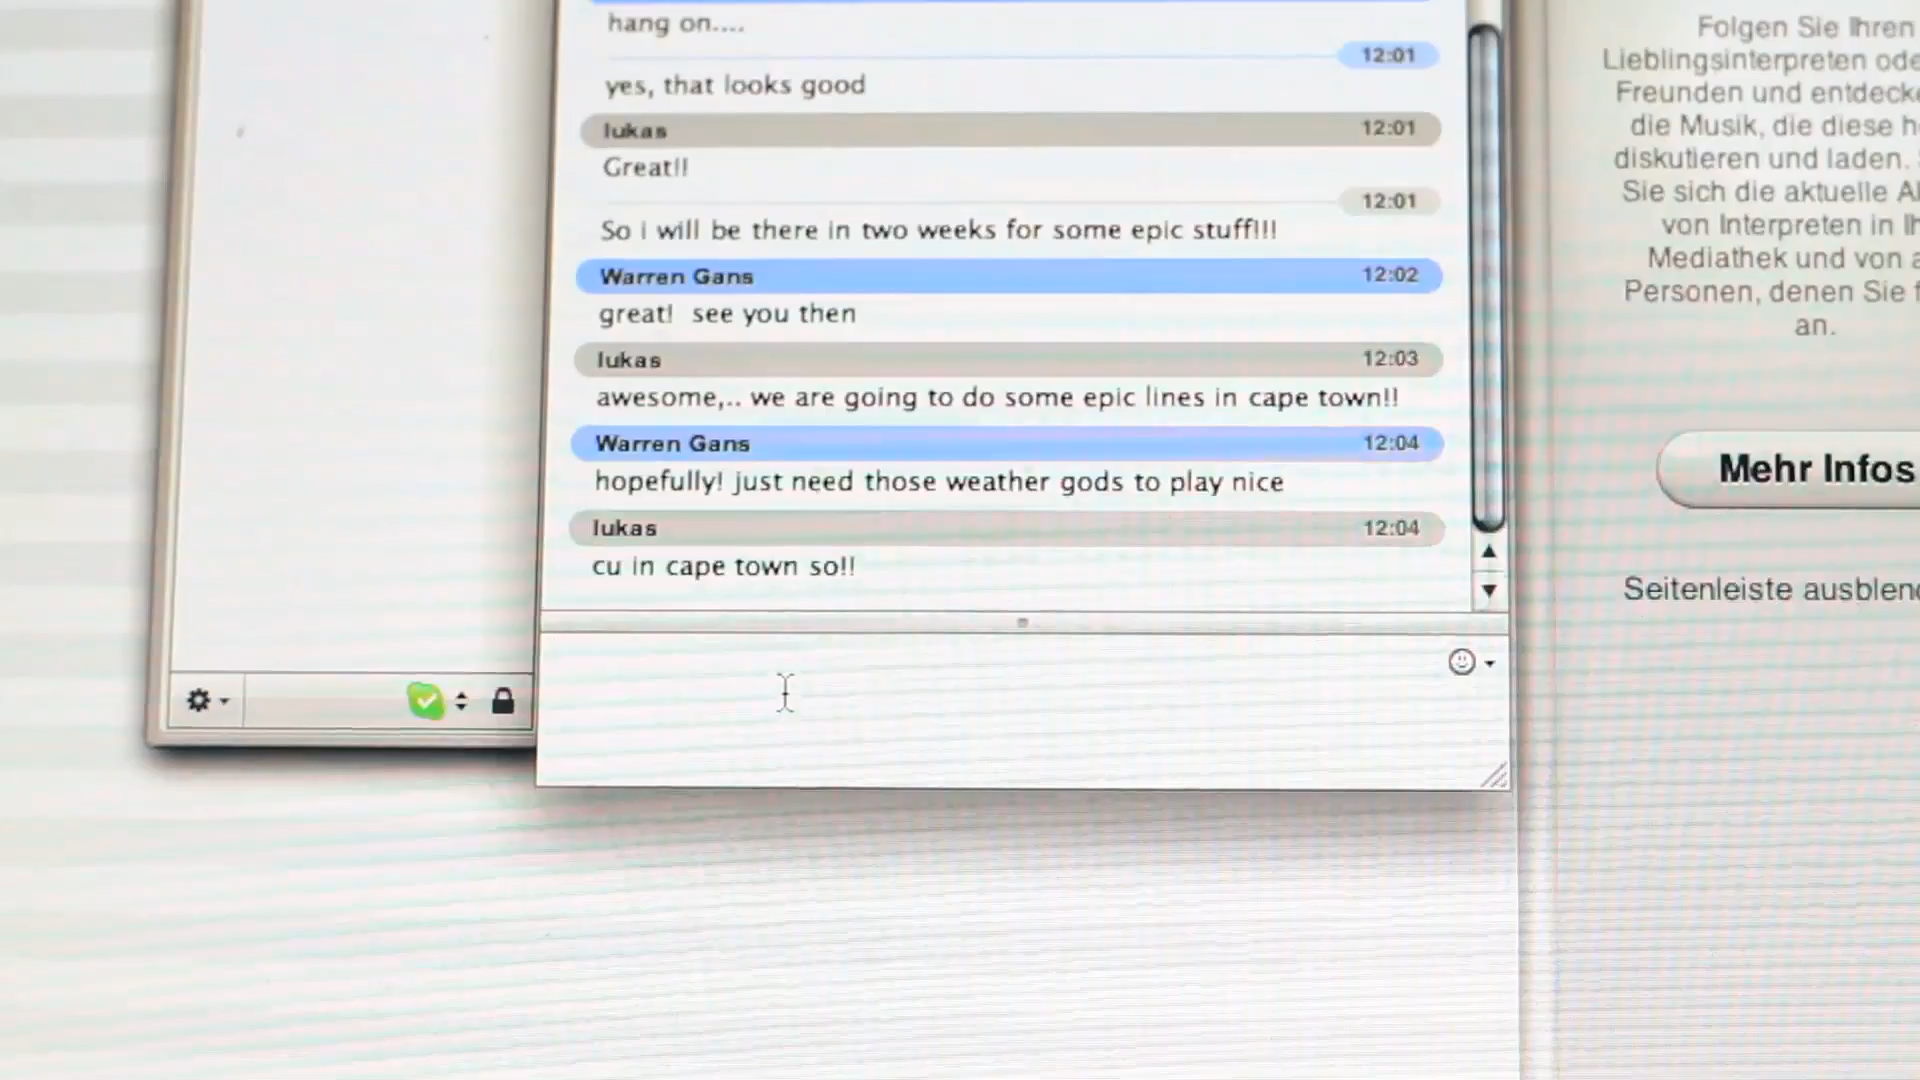 hang on....
12:01
yes, that looks good
lukas 12:01
Great!!
12:01
So i will be there in two weeks for some epic stuff!!!
Warren Gans 12:02
great!  see you then
lukas 12:03
awesome,.. we are going to do some epic lines in cape town!!
Warren Gans 12:04
hopefully! just need those weather gods to play nice
lukas 12:04
cu in cape town so!!
Folgen Sie Ihren
Lieblingsinterpreten
Freunden und
die Musik, die diese
diskutieren und laden.
Sie sich die aktuelle
von Interpreten in
Mediathek und von
Personen, denen Sie
an.
Mehr Infos
Seitenleiste